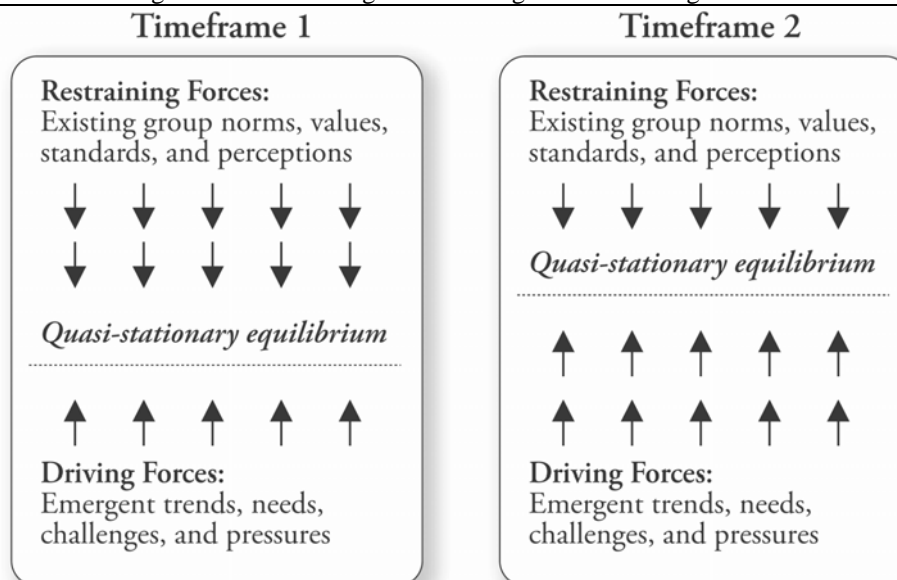 Timeframe 1
Restraining Forces:
Existing group norms, values,
standards, and perceptions
Quasi-stationary equilibrium
Driving Forces:
Emergent trends, needs,
challenges, and pressures
Timeframe 2
Restraining Forces:
Existing group norms, values,
standards, and perceptions
Quasi-stationary equilibrium
Driving Forces:
Emergent trends, needs,
challenges, and pressures